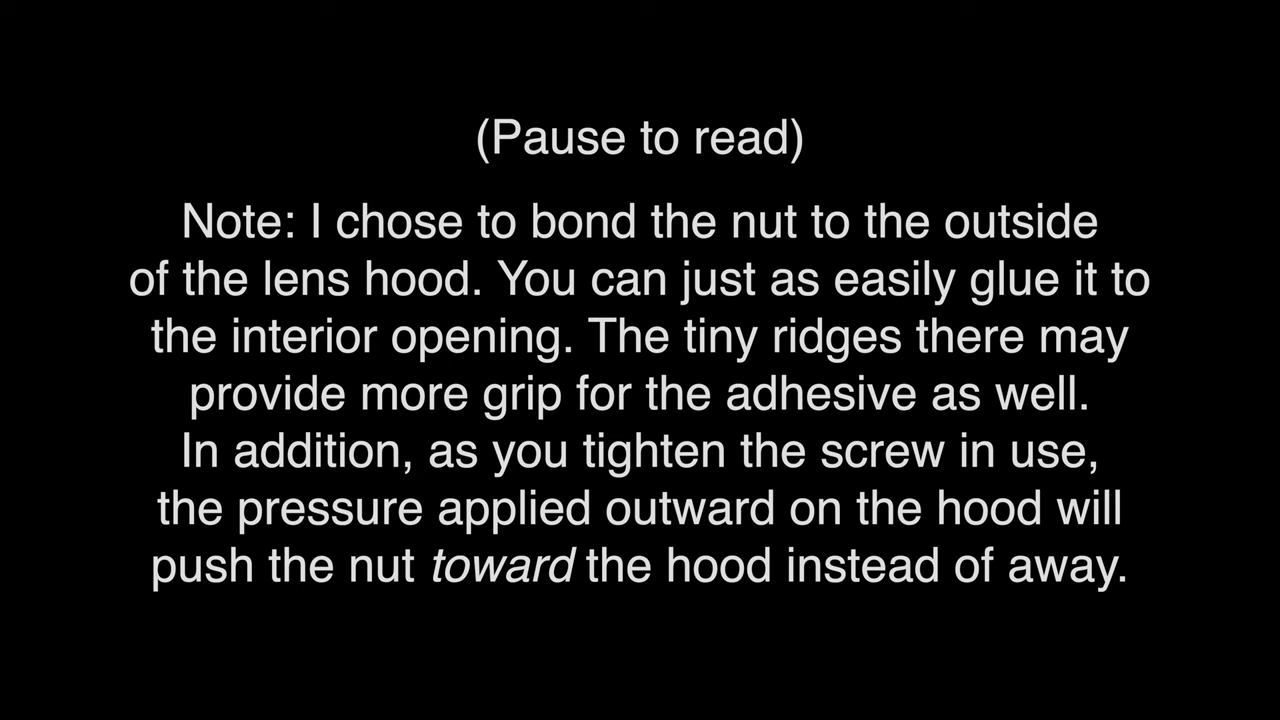 (Pause to read)
Note: I chose to bond the nut to the outside
of the lens hood. You can just as easily glue it to
the interior opening. The tiny ridges there may
provide more grip for the adhesive as well.
In addition, as you tighten the screw in use,
the pressure applied outward on the hood will
push the nut toward the hood instead of away.